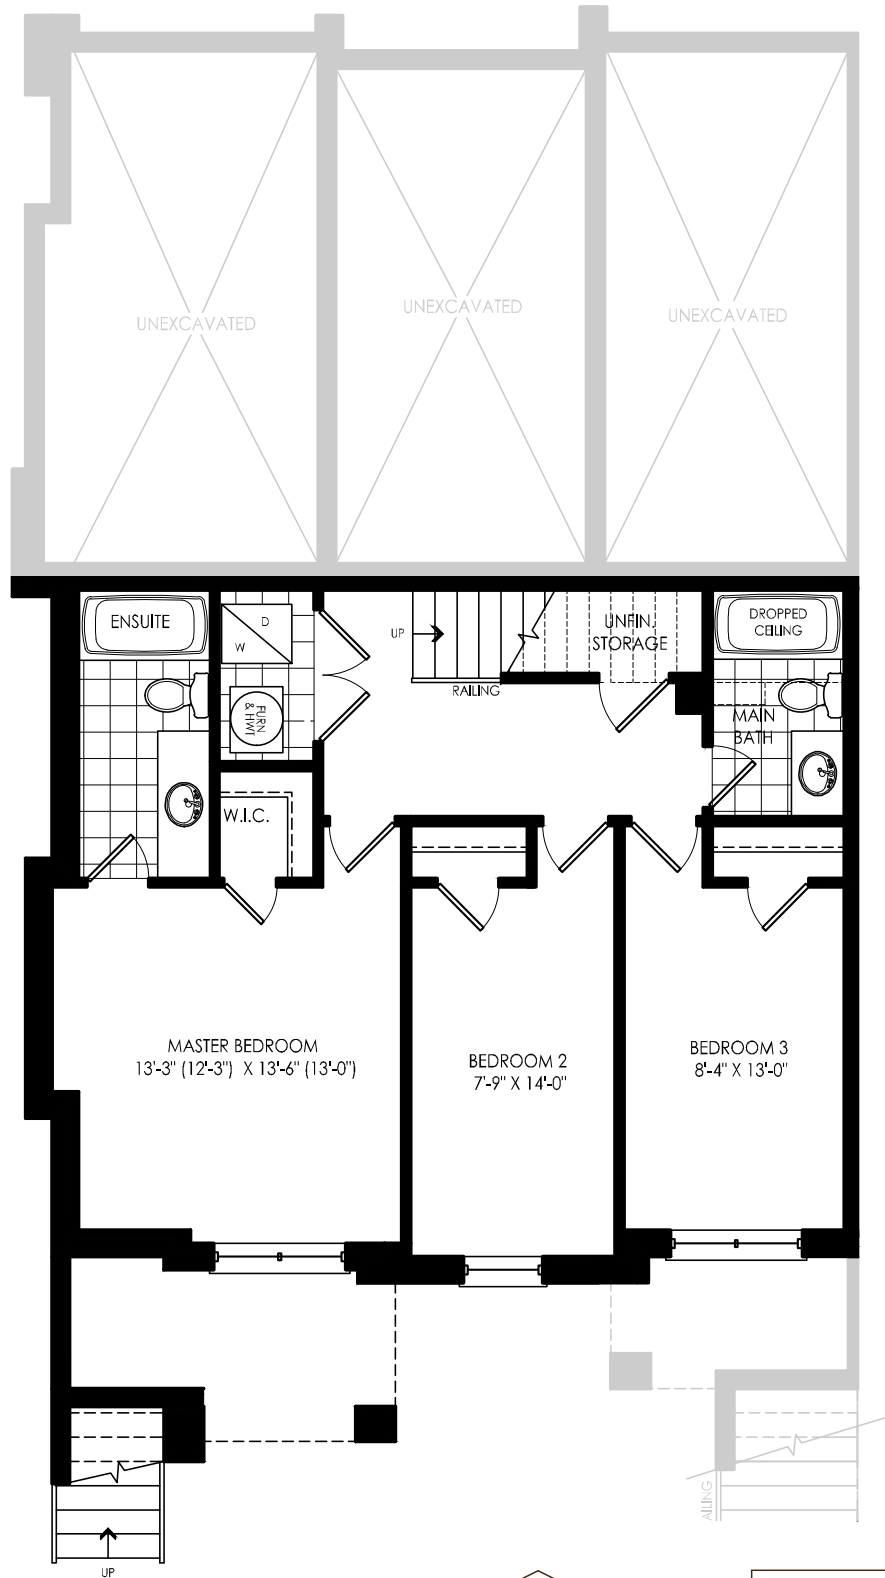 UNEXCAVATED
UNEXCAVATED
UNEXCAVATED
ENSUITE
D
W
FURN
& HWT
UP
RAILING
UNFIN.
STORAGE
DROPPED
CEILING
MAIN
BATH
W.I.C.
MASTER BEDROOM
13'-3" (12'-3") X 13'-6" (13'-0")
BEDROOM 2
7'-9" X 14'-0"
BEDROOM 3
8'-4" X 13'-0"
AILING
UP